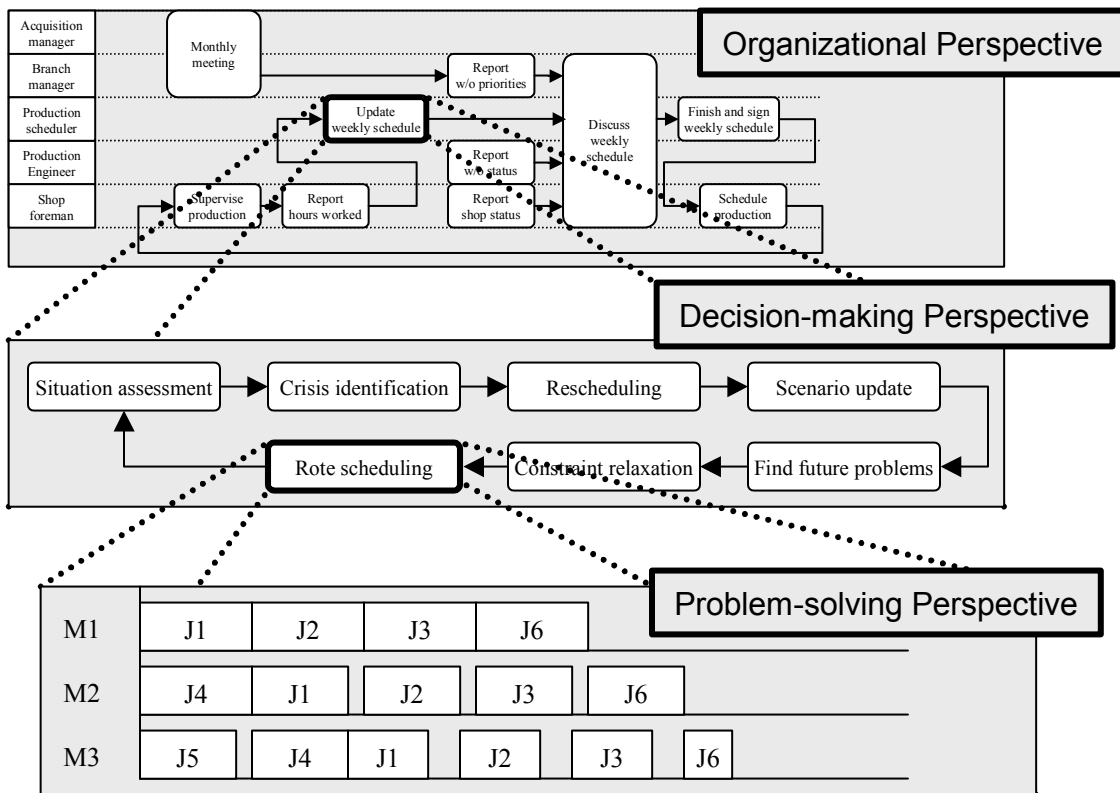 Organizational Perspective
Acquisition
manager
Branch
manager
Production
scheduler
Production
Engineer
Shop
foreman
Monthly
meeting
Report
w/o priorities
Update
weekly schedule
Discuss
weekly
schedule
Finish and sign
weekly schedule
Report
w/o status
Supervise
production
Report
hours worked
Report
shop status
Schedule
production
Decision-making Perspective
Situation assessment
Crisis identification
Rescheduling
Scenario update
Rote scheduling
Constraint relaxation
Find future problems
Problem-solving Perspective
M1 J1 J2 J3 J6
M2 J4 J1 J2 J3 J6
M3 J5 J4 J1 J2 J3 J6